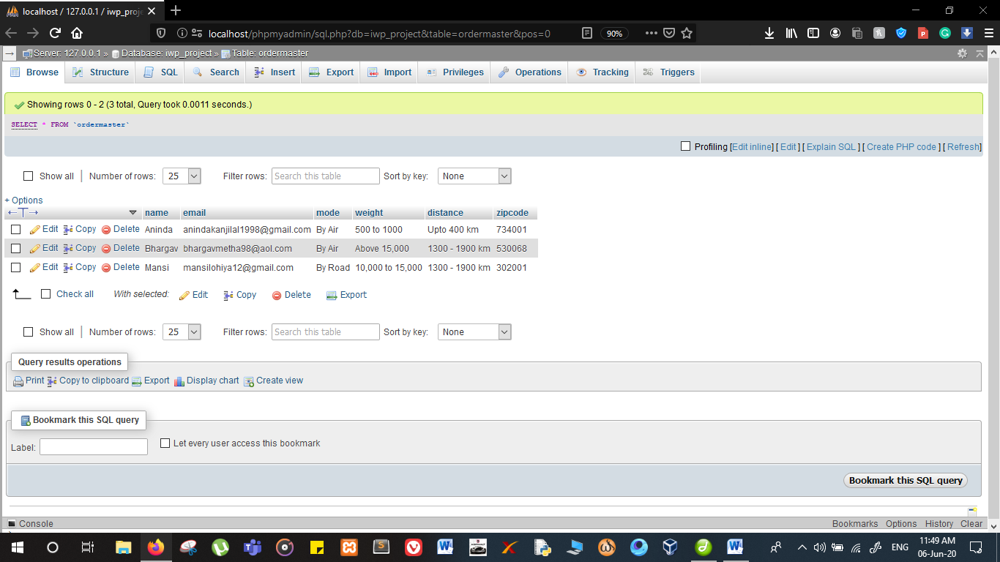 localhost / 127.0.0.1 / iwp_proje
localhost/phpmyadmin/sql.php?db=iwp_project&table=ordermaster&pos=0 90%
Server: 127.0.0.1 » Database: iwp_project » Table: ordermaster
Browse Structure SQL Search Insert Export Import Privileges Operations Tracking Triggers
Showing rows 0 - 2 (3 total, Query took 0.0011 seconds.)
SELECT * FROM `ordermaster`
Profiling [Edit inline] [ Edit ] [ Explain SQL ] [ Create PHP code ] [ Refresh]
Show all | Number of rows: 25 Filter rows: Search this table Sort by key: None
+ Options
←T→ name email mode weight distance zipcode
Edit Copy Delete Aninda anindakanjilal1998@gmail.com By Air 500 to 1000 Upto 400 km 734001
Edit Copy Delete Bhargav bhargavmetha98@aol.com By Air Above 15,000 1300 - 1900 km 530068
Edit Copy Delete Mansi mansilohiya12@gmail.com By Road 10,000 to 15,000 1300 - 1900 km 302001
Check all With selected: Edit Copy Delete Export
Show all | Number of rows: 25 Filter rows: Search this table Sort by key: None
Query results operations
Print Copy to clipboard Export Display chart Create view
Bookmark this SQL query
Label: Let every user access this bookmark
Bookmark this SQL query
Console Bookmarks Options History Clear
ENG 11:49 AM
06-Jun-20